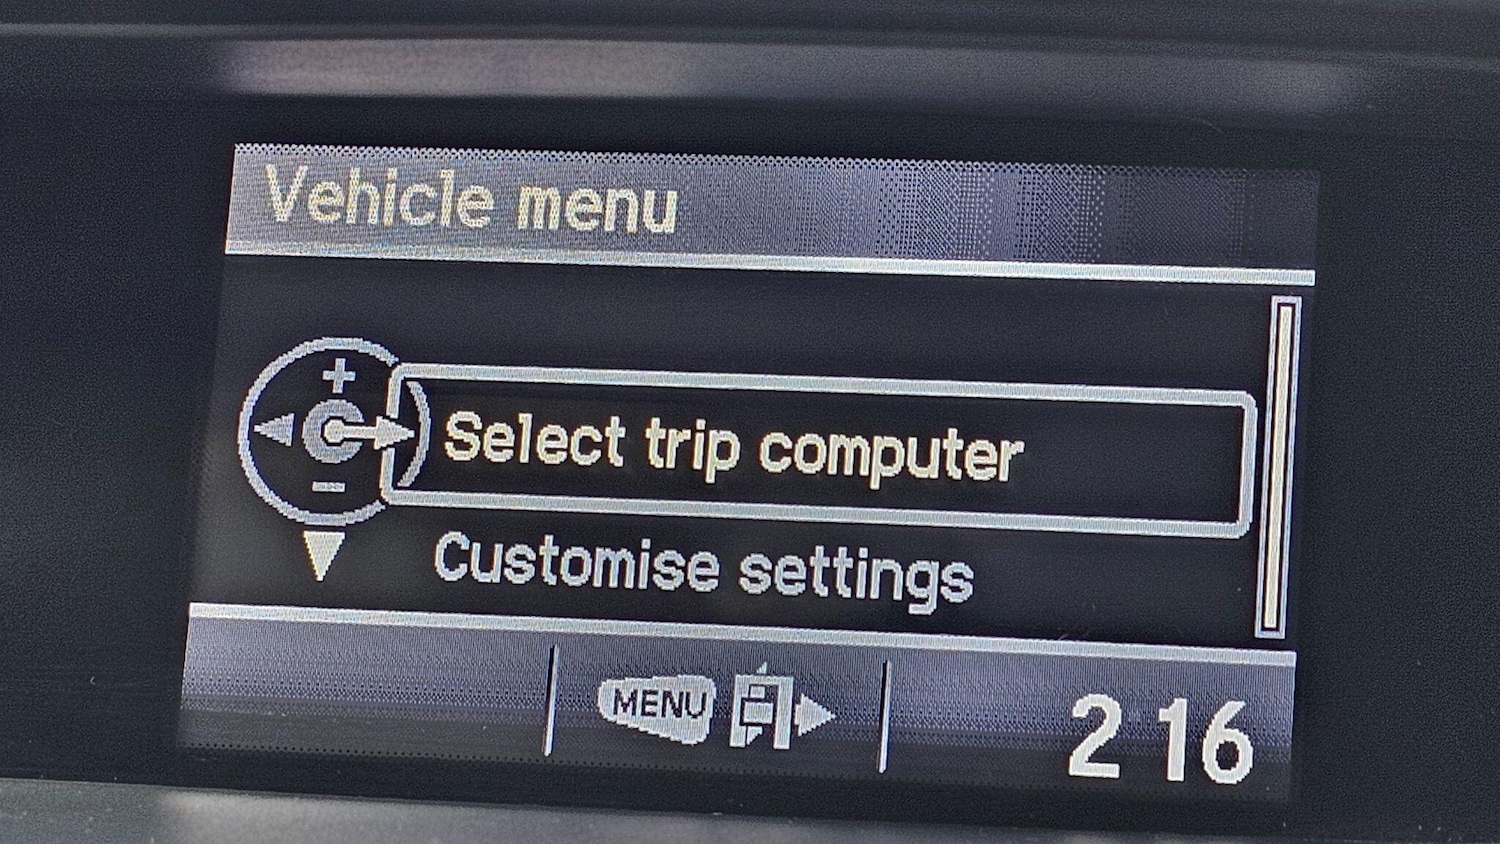 Vehicle menu
+
Select trip computer
−
Customise settings
MENU
2 16